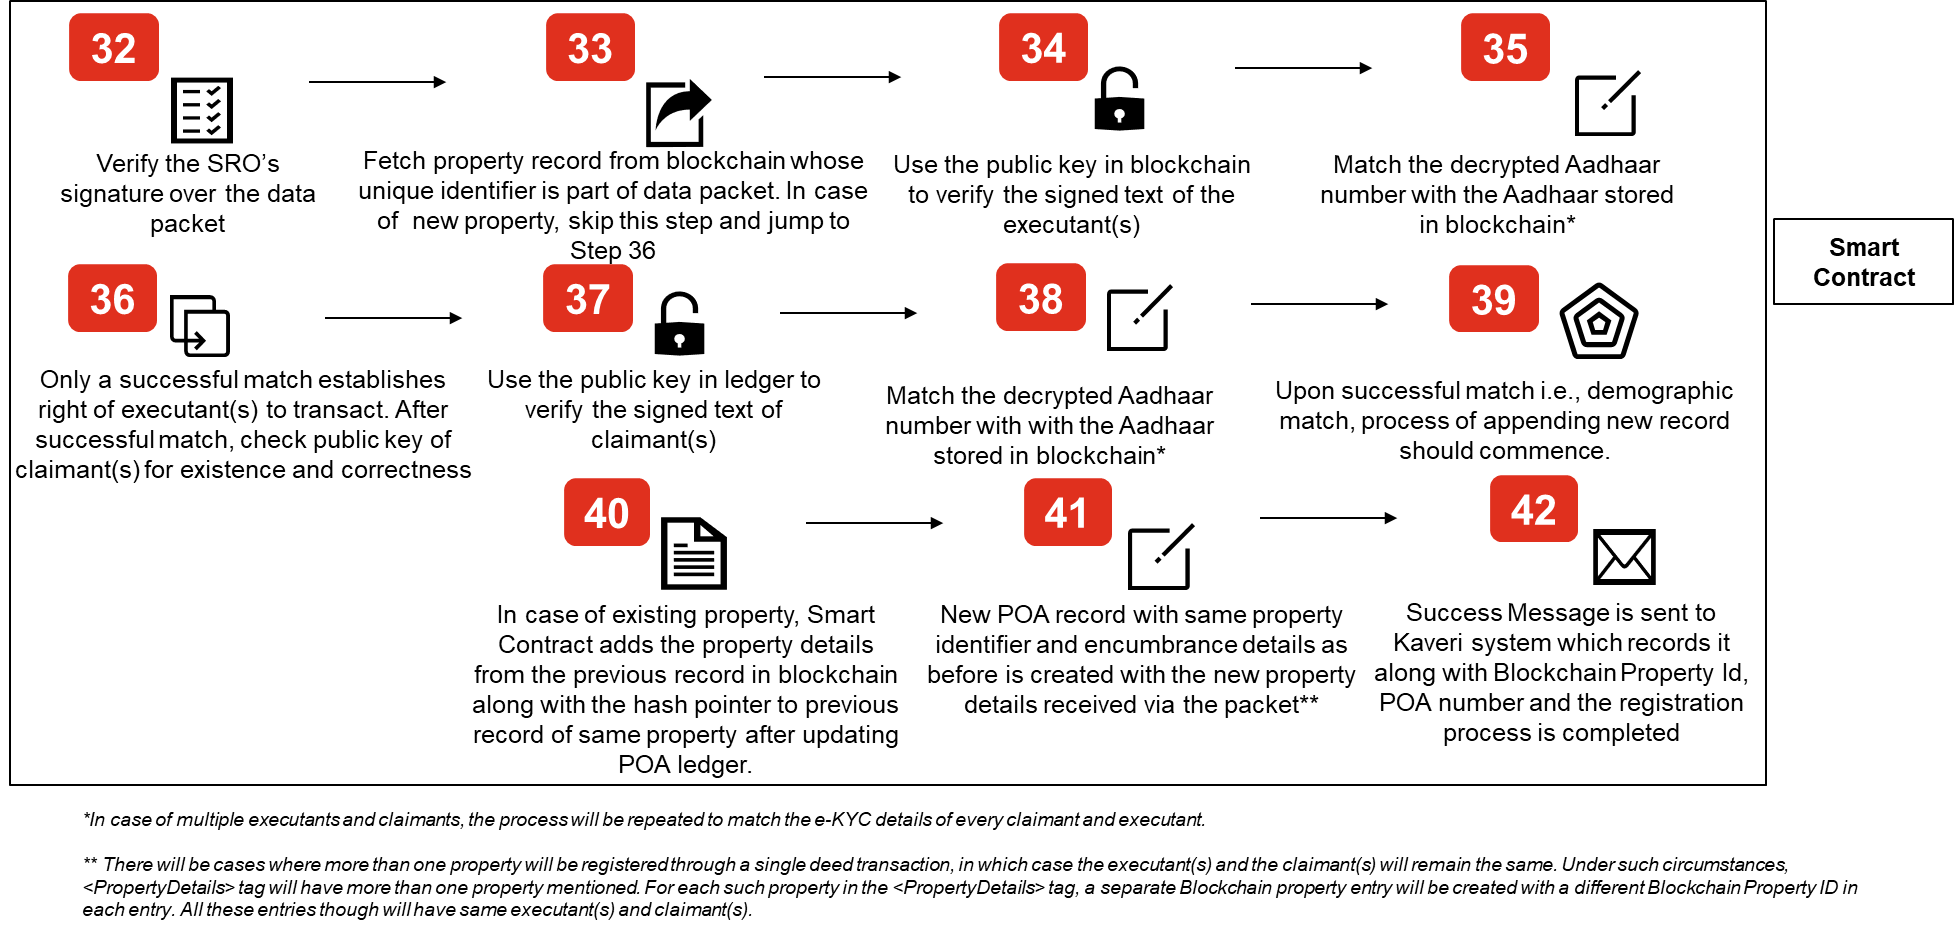 32
Verify the SRO's
signature over the data
packet
33
Fetch property record from blockchain whose
unique identifier is part of data packet. In case
of new property, skip this step and jump to
Step 36
34
Use the public key in blockchain
to verify the signed text of the
executant(s)
35
Match the decrypted Aadhaar
number with the Aadhaar stored
in blockchain*
Smart
Contract
36
Only a successful match establishes
right of executant(s) to transact. After
successful match, check public key of
claimant(s) for existence and correctness
37
Use the public key in ledger to
verify the signed text of
claimant(s)
38
Match the decrypted Aadhaar
number with with the Aadhaar
stored in blockchain*
39
Upon successful match i.e., demographic
match, process of appending new record
should commence.
40
In case of existing property, Smart
Contract adds the property details
from the previous record in blockchain
along with the hash pointer to previous
record of same property after updating
POA ledger.
41
New POA record with same property
identifier and encumbrance details as
before is created with the new property
details received via the packet**
42
Success Message is sent to
Kaveri system which records it
along with Blockchain Property Id,
POA number and the registration
process is completed
*In case of multiple executants and claimants, the process will be repeated to match the e-KYC details of every claimant and executant.
** There will be cases where more than one property will be registered through a single deed transaction, in which case the executant(s) and the claimant(s) will remain the same. Under such circumstances,
<PropertyDetails> tag will have more than one property mentioned. For each such property in the <PropertyDetails> tag, a separate Blockchain property entry will be created with a different Blockchain Property ID in
each entry. All these entries though will have same executant(s) and claimant(s).